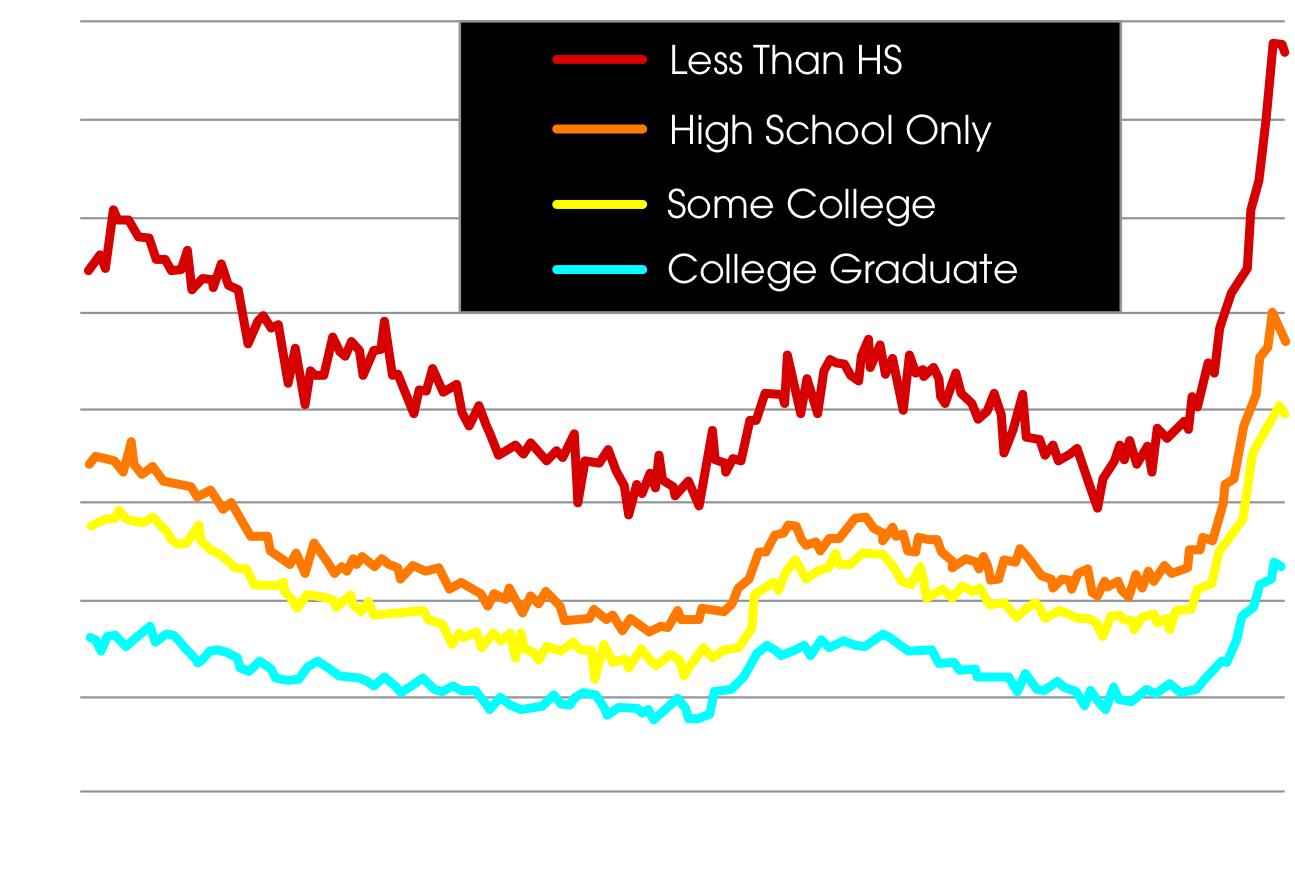 Less Than HS
High School Only
Some College
College Graduate